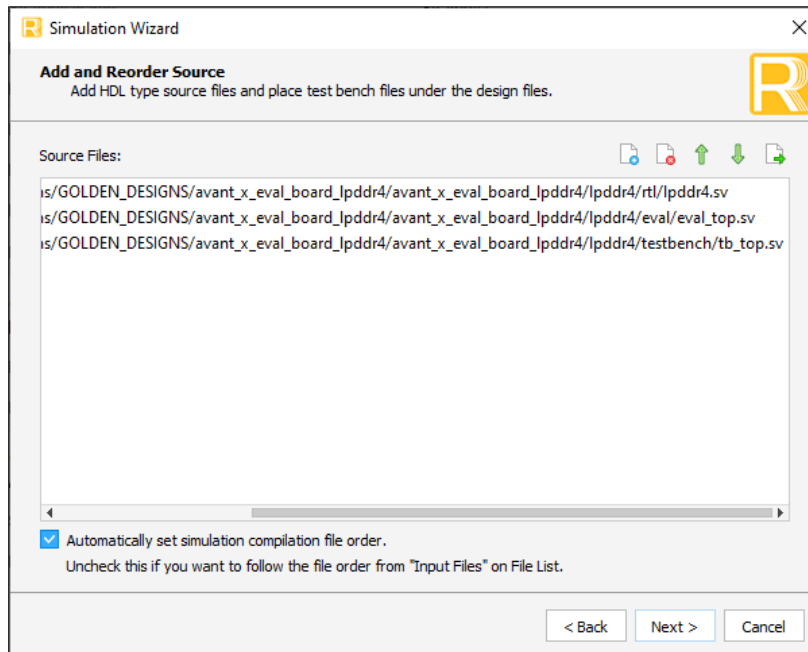 Simulation Wizard
Add and Reorder Source
Add HDL type source files and place test bench files under the design files.
Source Files:
ıs/GOLDEN_DESIGNS/avant_x_eval_board_lpddr4/avant_x_eval_board_lpddr4/lpddr4/rtl/lpddr4.sv
ıs/GOLDEN_DESIGNS/avant_x_eval_board_lpddr4/avant_x_eval_board_lpddr4/lpddr4/eval/eval_top.sv
ıs/GOLDEN_DESIGNS/avant_x_eval_board_lpddr4/avant_x_eval_board_lpddr4/lpddr4/testbench/tb_top.sv
Automatically set simulation compilation file order.
Uncheck this if you want to follow the file order from "Input Files" on File List.
< Back Next > Cancel